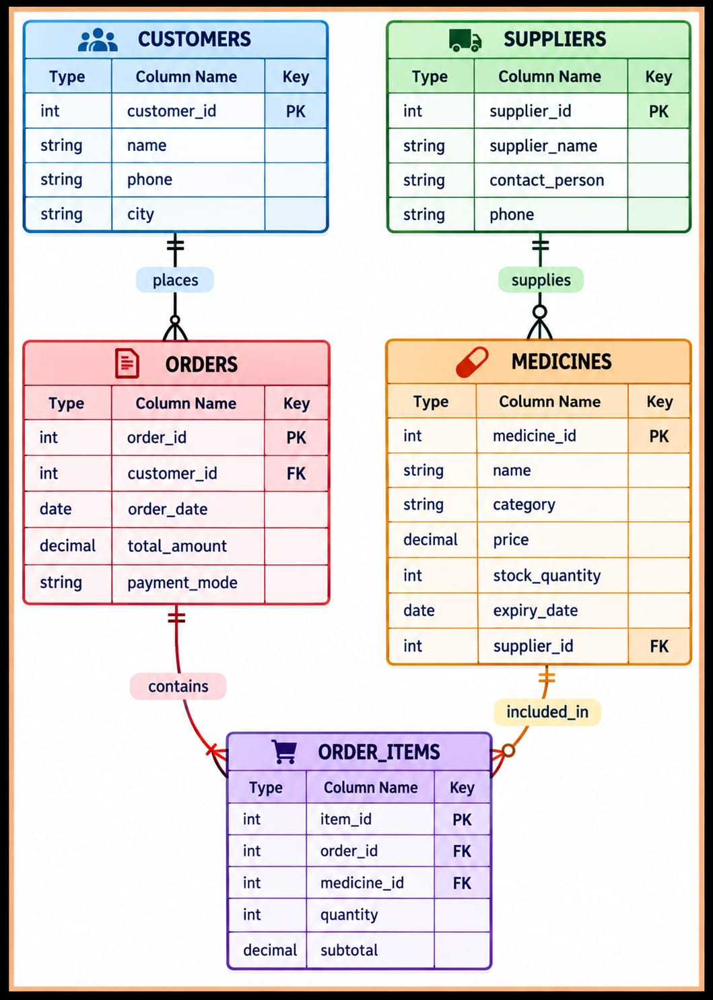 CUSTOMERS
Type Column Name Key
int customer_id PK
string name
string phone
string city
SUPPLIERS
Type Column Name Key
int supplier_id PK
string supplier_name
string contact_person
string phone
places
supplies
ORDERS
Type Column Name Key
int order_id PK
int customer_id FK
date order_date
decimal total_amount
string payment_mode
MEDICINES
Type Column Name Key
int medicine_id PK
string name
string category
decimal price
int stock_quantity
date expiry_date
int supplier_id FK
contains
included_in
ORDER_ITEMS
Type Column Name Key
int item_id PK
int order_id FK
int medicine_id FK
int quantity
decimal subtotal